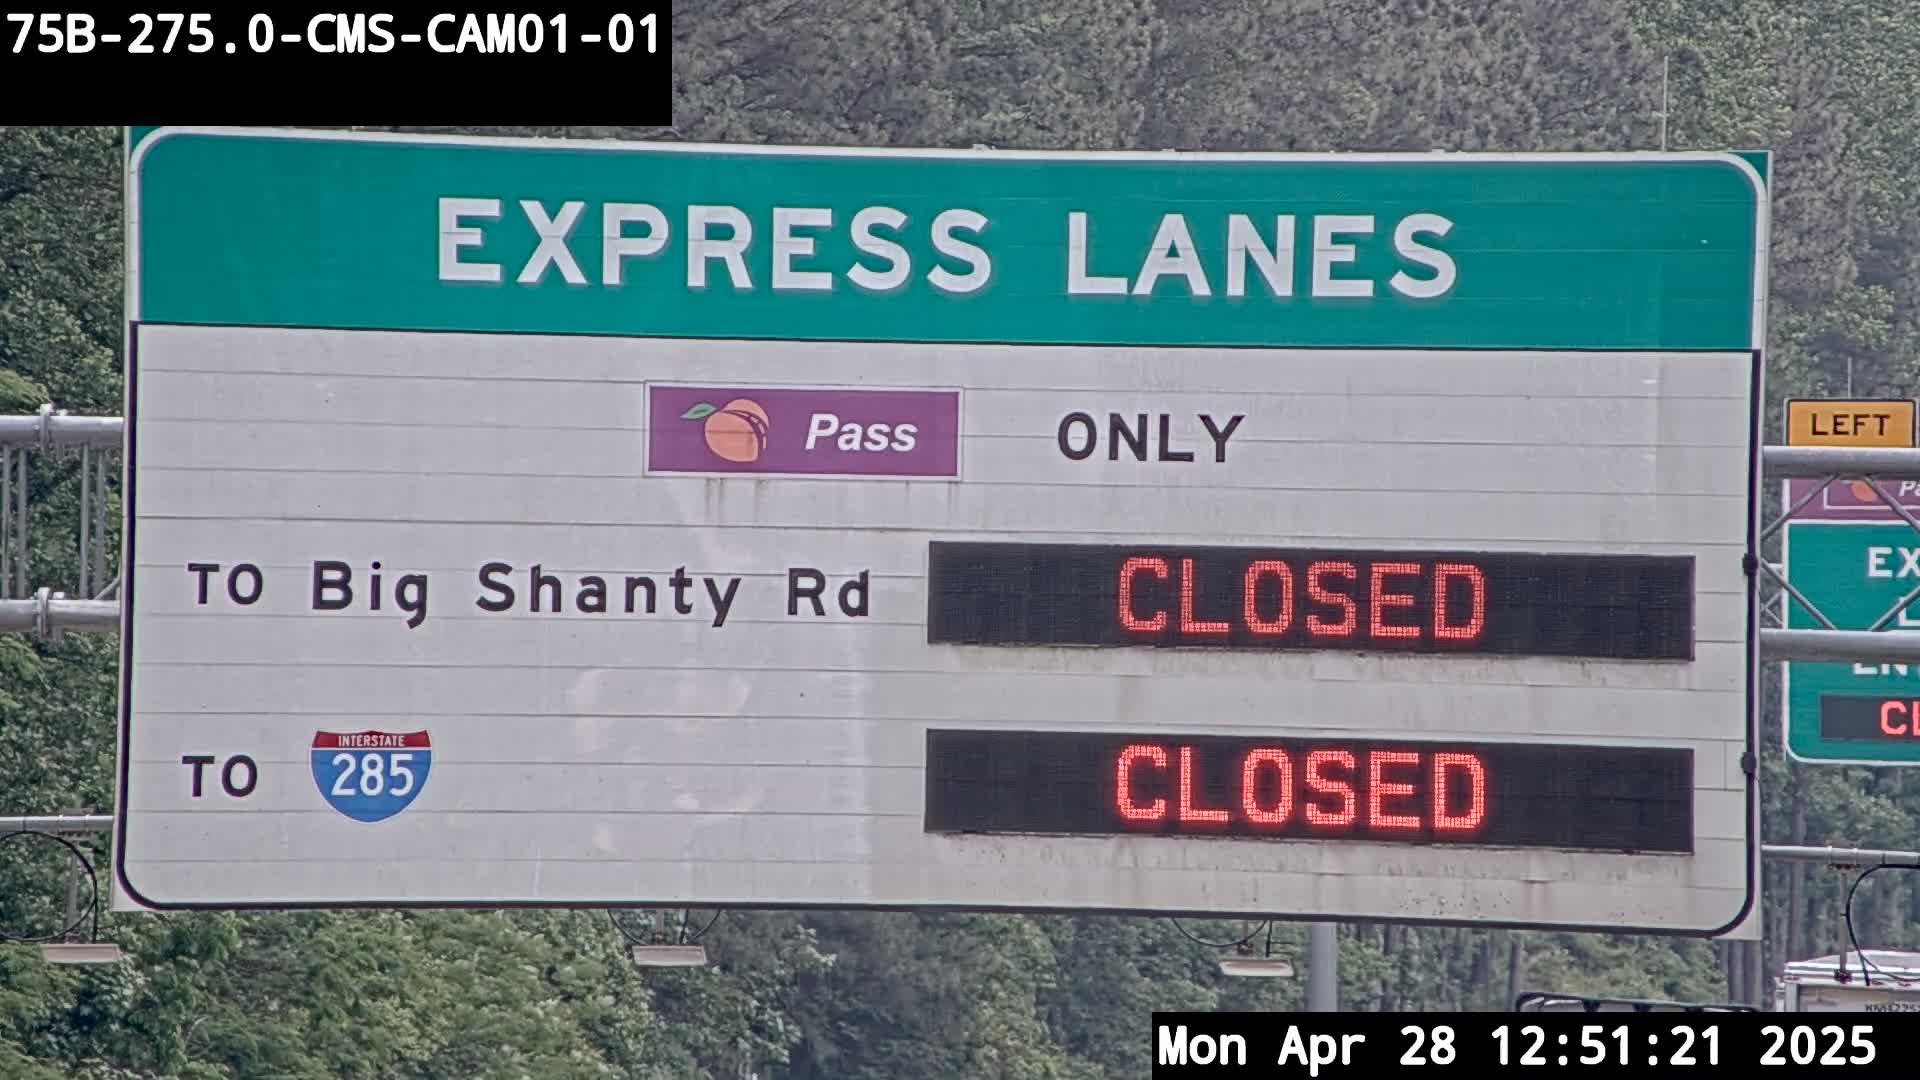 75B-275.0-CMS-CAM01-01
EXPRESS LANES
Pass ONLY
TO Big Shanty Rd CLOSED
TO INTERSTATE 285 CLOSED
LEFT
Mon Apr 28 12:51:21 2025